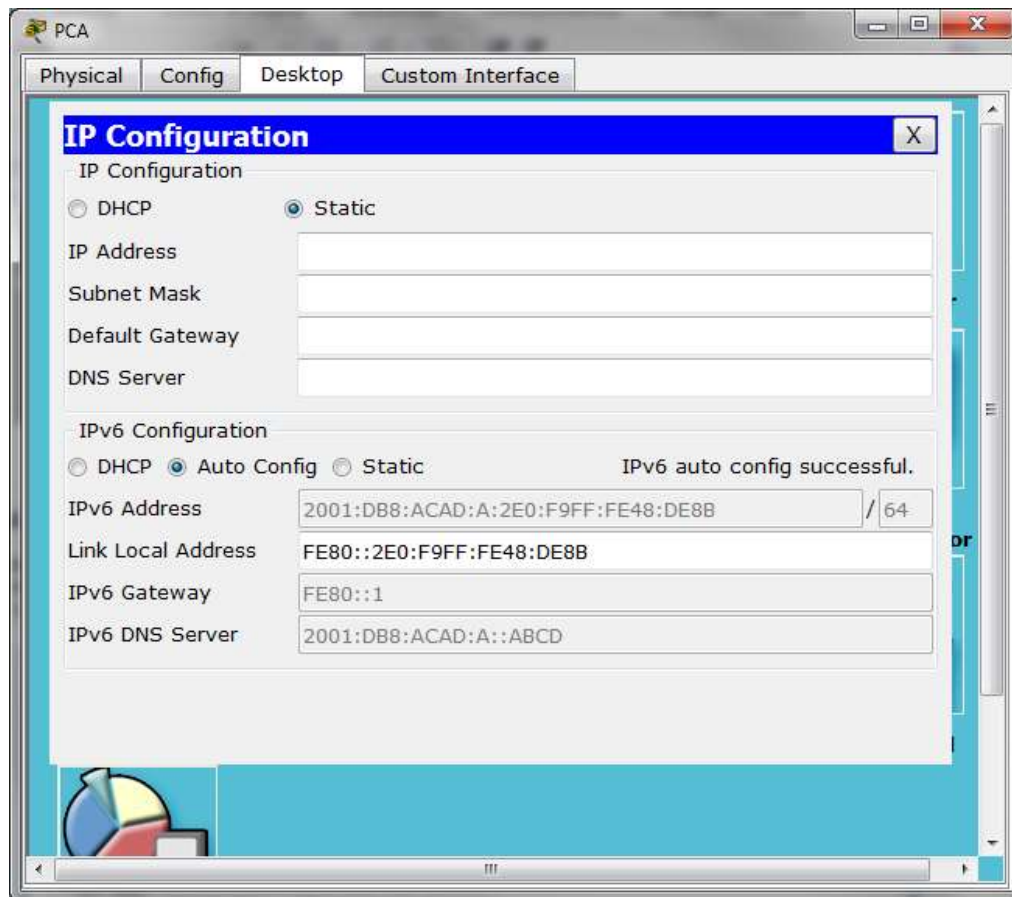 PCA
Physical Config Desktop Custom Interface
IP Configuration X
IP Configuration
DHCP Static
IP Address
Subnet Mask
Default Gateway
DNS Server
IPv6 Configuration
DHCP Auto Config Static IPv6 auto config successful.
IPv6 Address 2001:DB8:ACAD:A:2E0:F9FF:FE48:DE8B / 64
Link Local Address FE80::2E0:F9FF:FE48:DE8B
or
IPv6 Gateway FE80::1
IPv6 DNS Server 2001:DB8:ACAD:A::ABCD